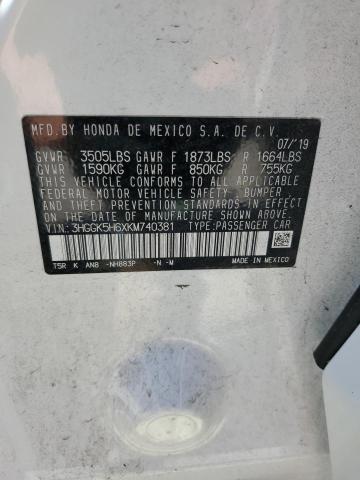 MFD.BY HONDA DE MEXICO S.A. DE C.V.
07/'19
GVWR 3505LBS GAWR F 1873LBS R 1664LBS
GVWR 1590KG GAWR F 850KG R 755KG
THIS VEHICLE CONFORMS TO ALL APPLICABLE
FEDERAL MOTOR VEHICLE SAFETY, BUMPER,
AND THEFT PREVENTION STANDARDS IN EFFECT
ON THE DATE OF MANUFACTURE SHOWN ABOVE.
V.I.N.:3HGGK5H6XKM740381 TYPE:PASSENGER CAR
T5R K AN8 -NH883P -N -M
MADE IN MEXICO